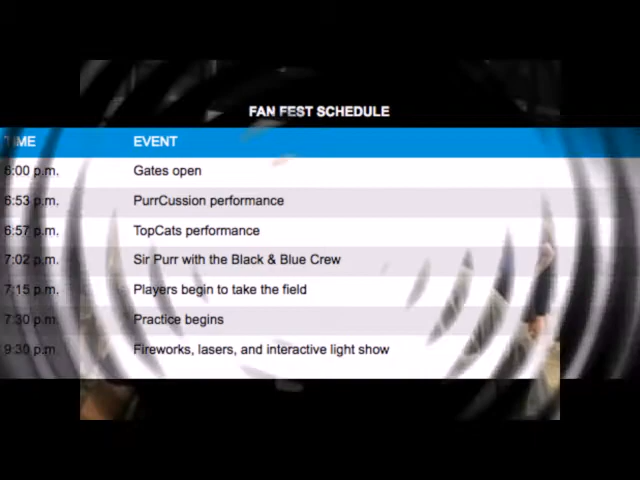 FAN FEST SCHEDULE
TIME EVENT
6:00 p.m. Gates open
6:53 p.m. PurrCussion performance
6:57 p.m. TopCats performance
7:02 p.m. Sir Purr with the Black & Blue Crew
7:15 p.m. Players begin to take the field
7:30 p.m. Practice begins
9:30 p.m. Fireworks, lasers, and interactive light show